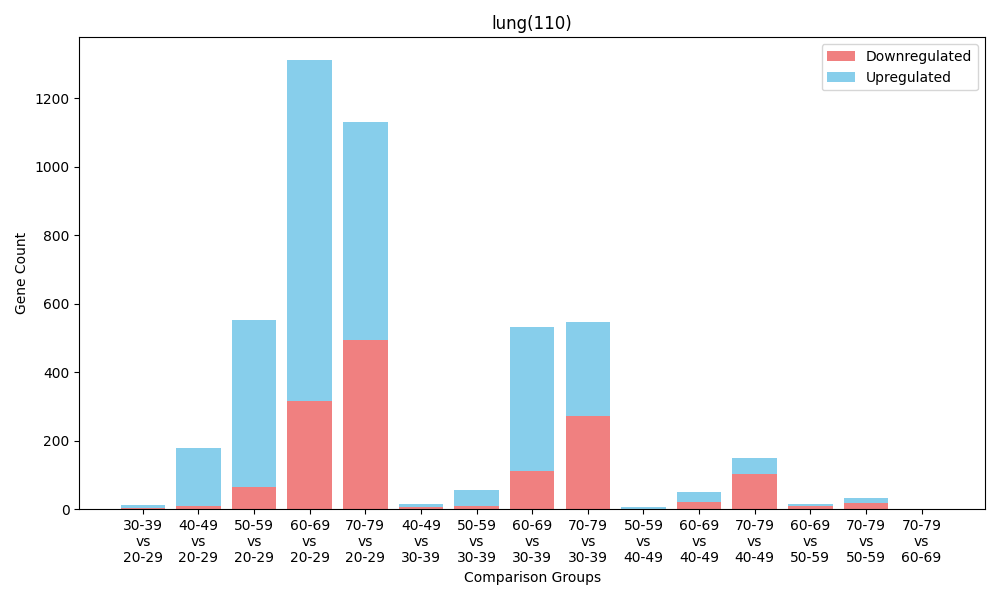 lung(110)
Downregulated
Upregulated
Gene Count
1200
1000
800
600
400
200
0
30-39 vs 20-29
40-49 vs 20-29
50-59 vs 20-29
60-69 vs 20-29
70-79 vs 20-29
40-49 vs 30-39
50-59 vs 30-39
60-69 vs 30-39
70-79 vs 30-39
50-59 vs 40-49
60-69 vs 40-49
70-79 vs 40-49
60-69 vs 50-59
70-79 vs 50-59
70-79 vs 60-69
Comparison Groups